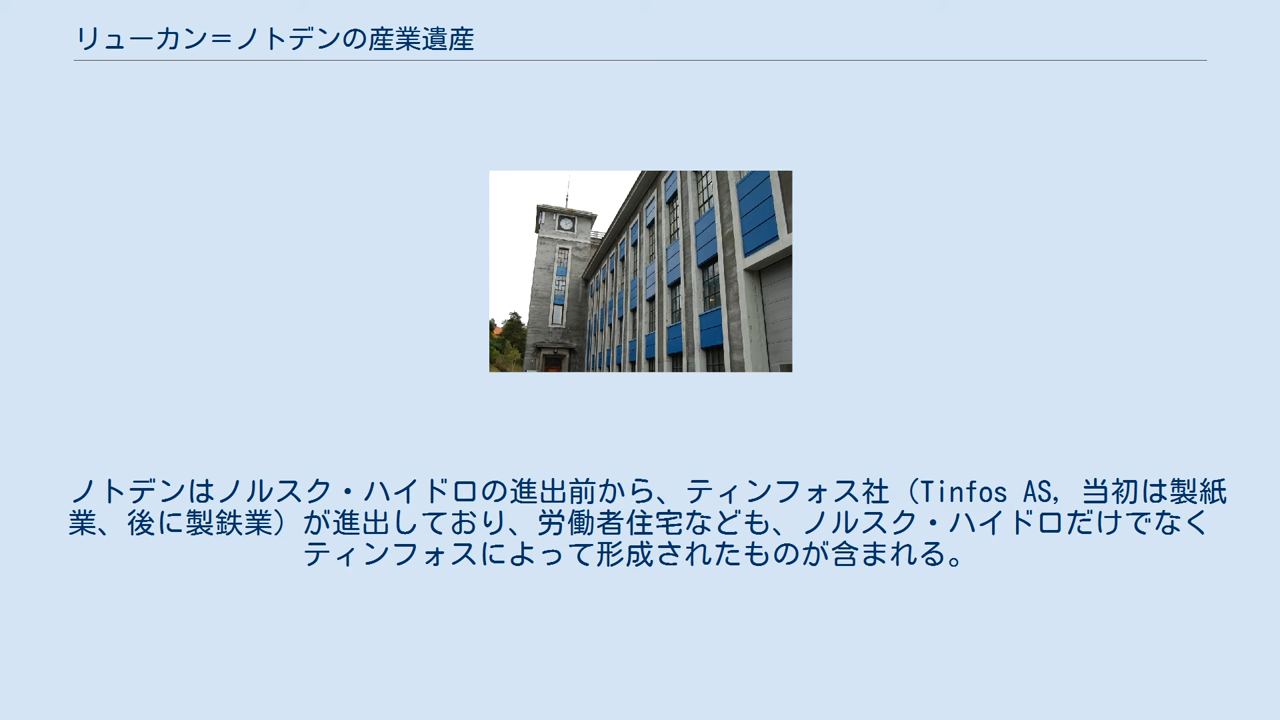 リューカン＝ノトデンの産業遺産
ノトデンはノルスク・ハイドロの進出前から、ティンフォス社（Tinfos AS, 当初は製紙
業、後に製鉄業）が進出しており、労働者住宅なども、ノルスク・ハイドロだけでなく
ティンフォスによって形成されたものが含まれる。